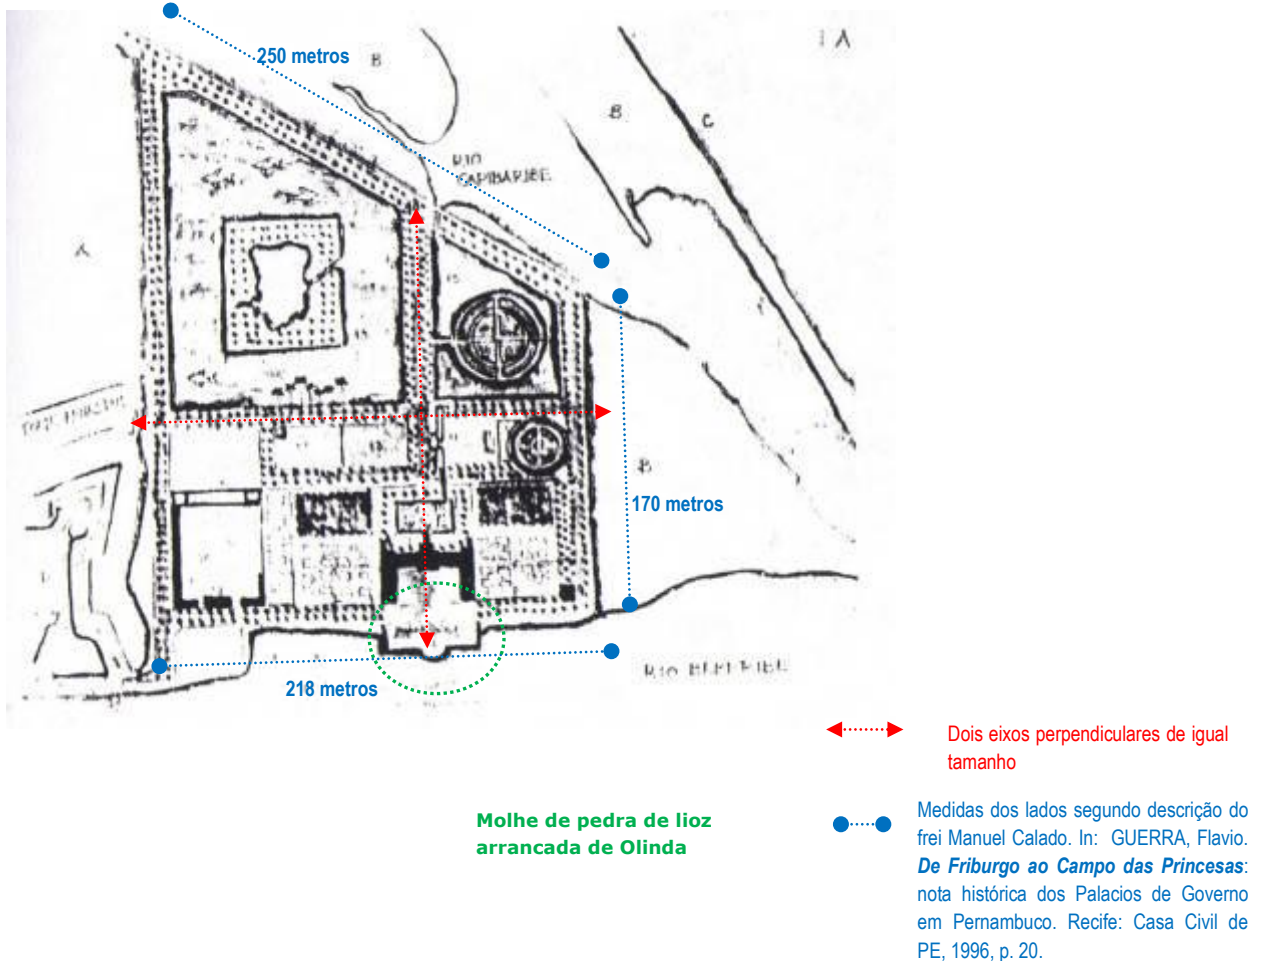 250 metros
B
A
B
C
RIO
CAPIBARIBE
A
B
170 metros
218 metros
RIO BEBERIBE
Dois eixos perpendiculares de igual
tamanho
Molhe de pedra de lioz
arrancada de Olinda
Medidas dos lados segundo descrição do
frei Manuel Calado. In: GUERRA, Flavio.
De Friburgo ao Campo das Princesas:
nota histórica dos Palacios de Governo
em Pernambuco. Recife: Casa Civil de
PE, 1996, p. 20.